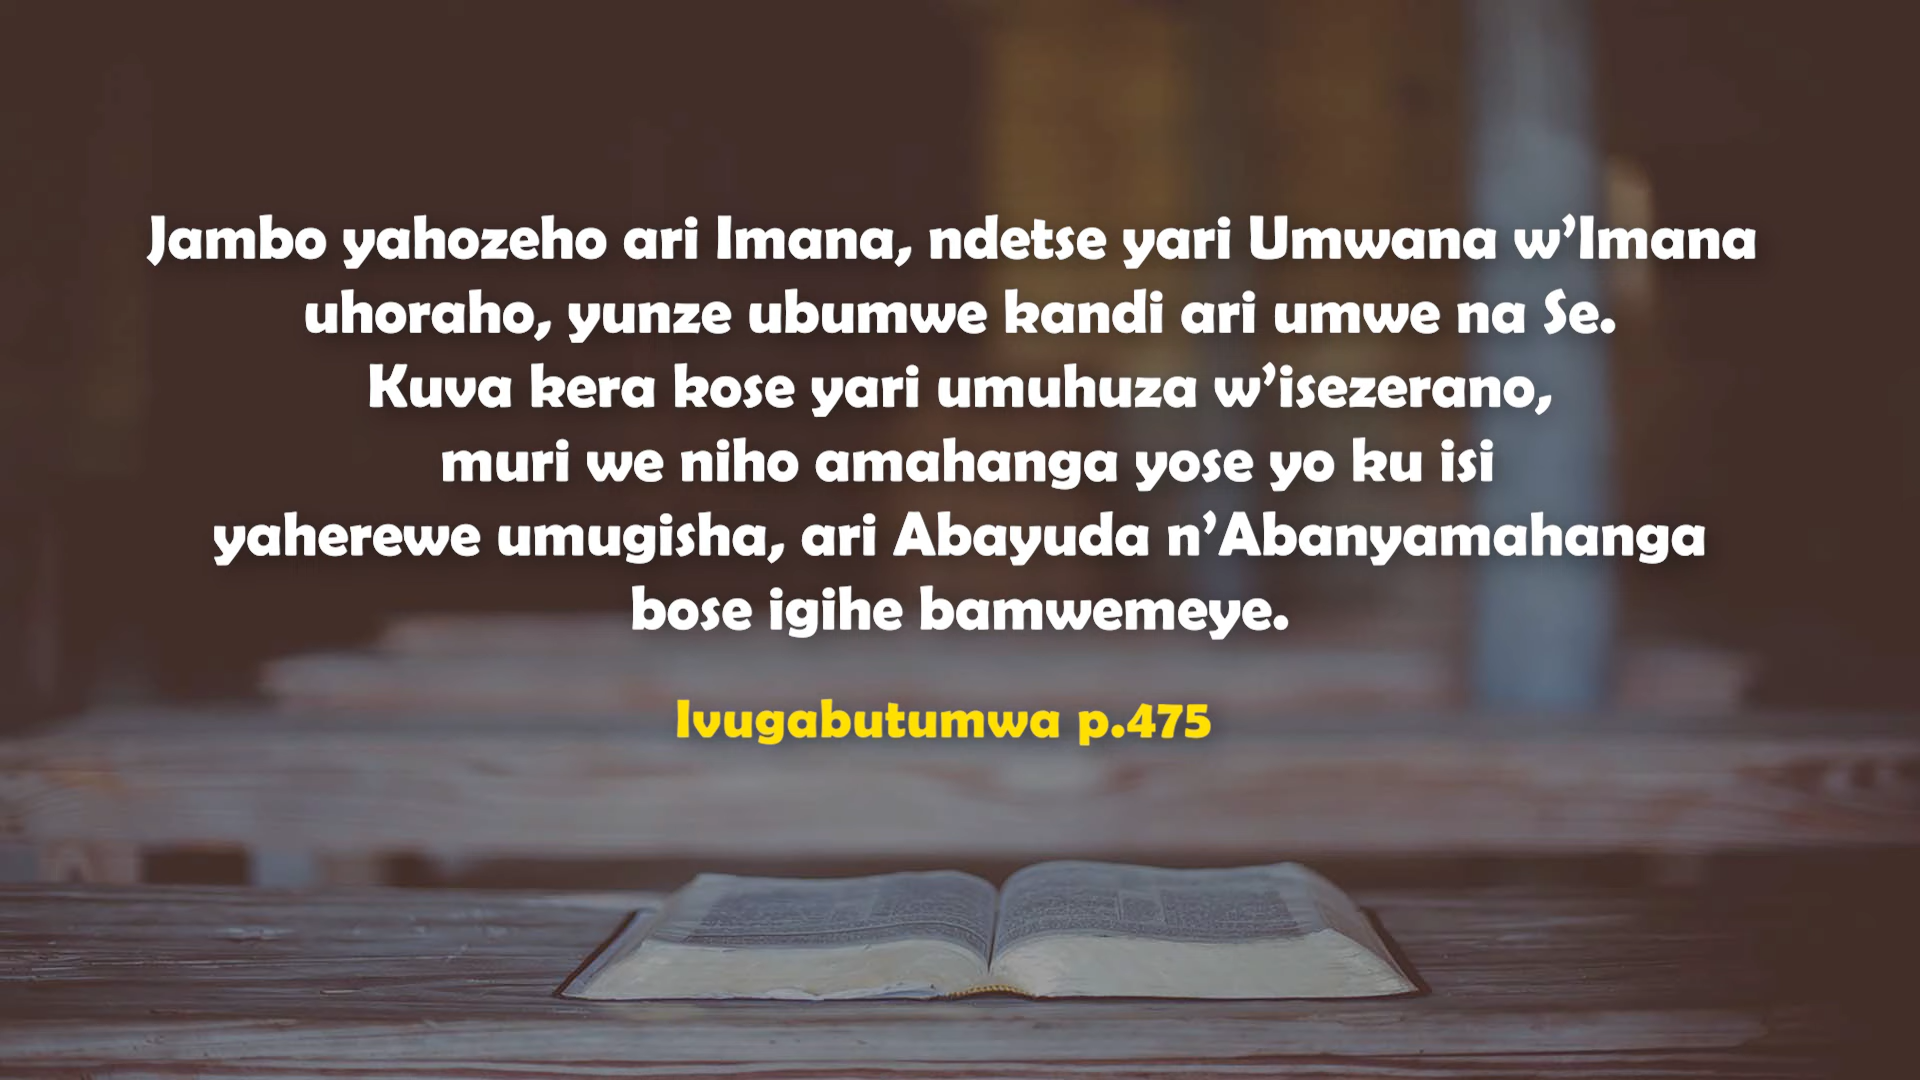 Jambo yahozeho ari Imana, ndetse yari Umwana w’Imana
uhoraho, yunze ubumwe kandi ari umwe na Se.
Kuva kera kose yari umuhuza w’isezerano,
muri we niho amahanga yose yo ku isi
yaherewe umugisha, ari Abayuda n’Abanyamahanga
bose igihe bamwemeye.
Ivugabutumwa p.475